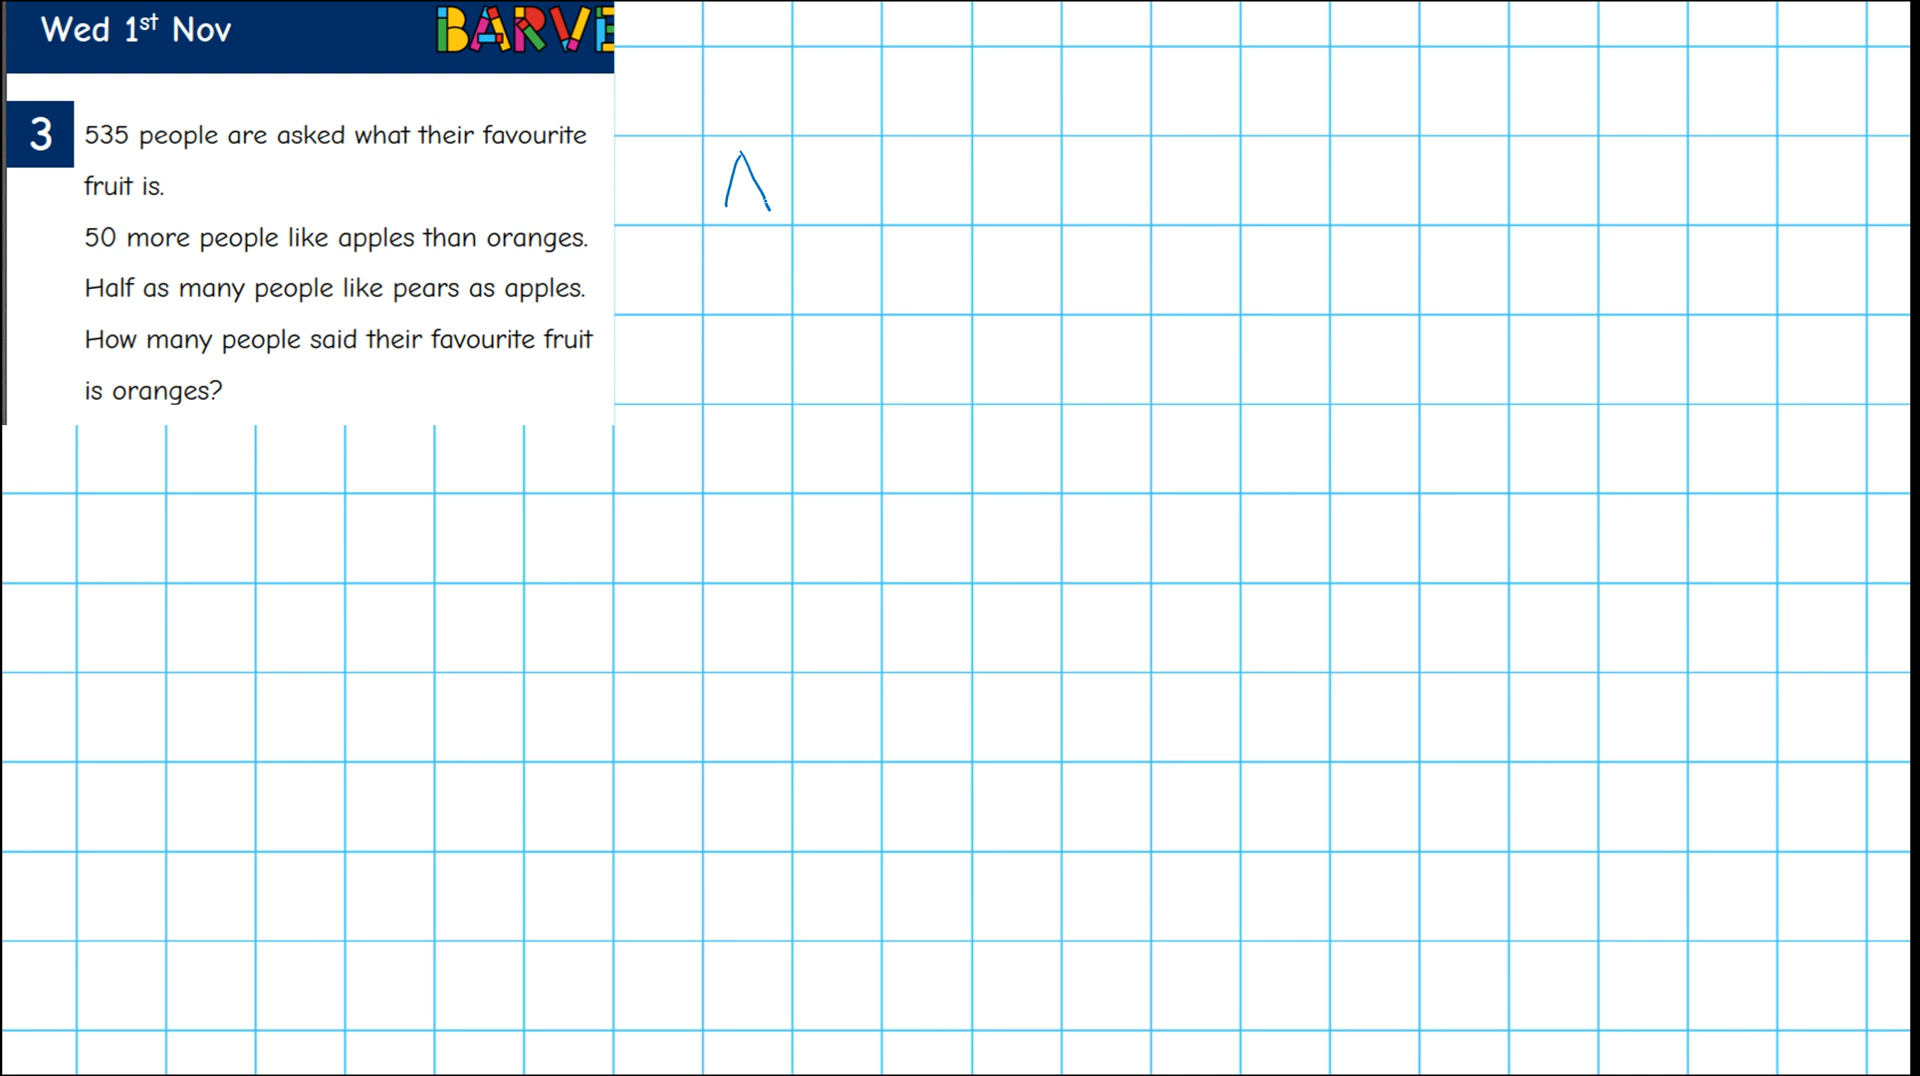 Wed 1st Nov
BARVE
3
535 people are asked what their favourite
fruit is.
50 more people like apples than oranges.
Half as many people like pears as apples.
How many people said their favourite fruit
is oranges?